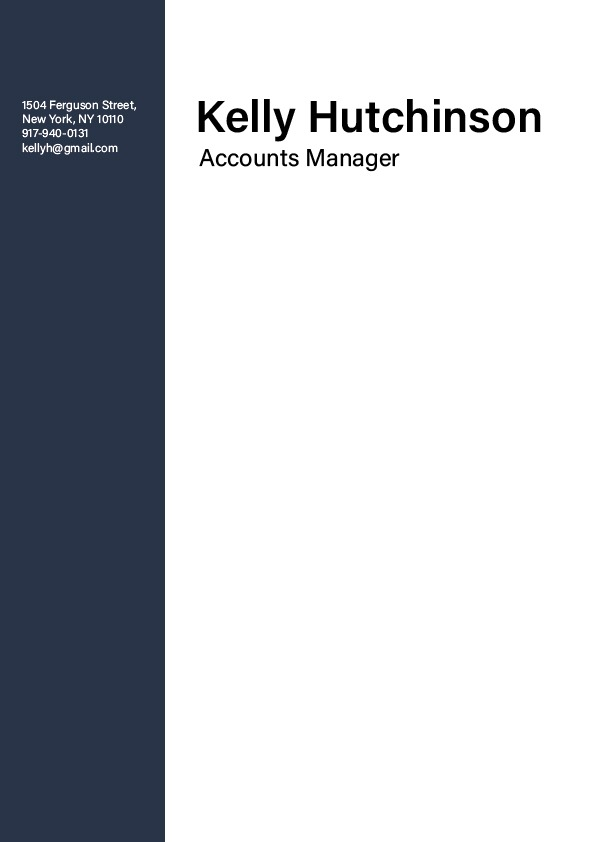 1504 Ferguson Street,
New York, NY 10110
917-940-0131
kellyh@gmail.com
Kelly Hutchinson
Accounts Manager